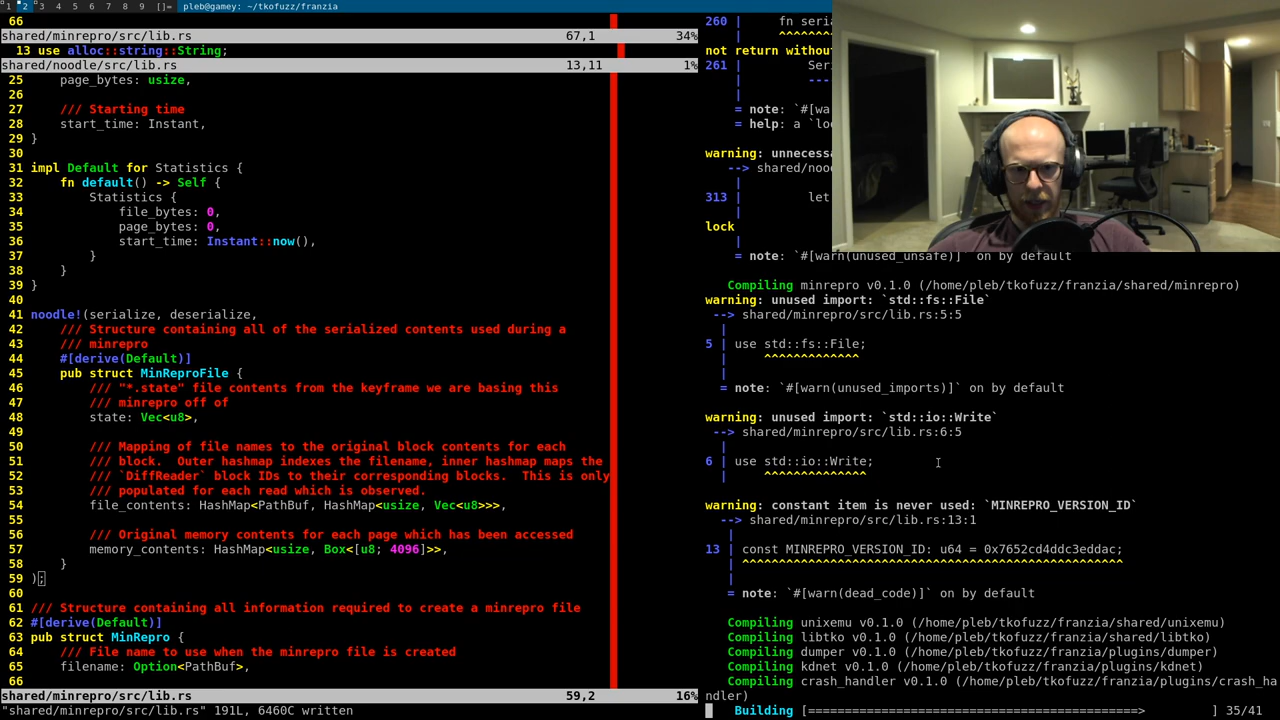 1 2 3 4 5 6 7 8 9 []= pleb@gamey: ~/tkofuzz/franzia
66
shared/minrepro/src/lib.rs 67,1 34%
13 use alloc::string::String;
shared/noodle/src/lib.rs 13,11 1%
25 page_bytes: usize,
26
27 /// Starting time
28 start_time: Instant,
29 }
30
31 impl Default for Statistics {
32 fn default() -> Self {
33 Statistics {
34 file_bytes: 0,
35 page_bytes: 0,
36 start_time: Instant::now(),
37 }
38 }
39 }
40
41 noodle!(serialize, deserialize,
42 /// Structure containing all of the serialized contents used during a
43 /// minrepro
44 #[derive(Default)]
45 pub struct MinReproFile {
46 /// "*.state" file contents from the keyframe we are basing this
47 /// minrepro off of
48 state: Vec<u8>,
49
50 /// Mapping of file names to the original block contents for each
51 /// block. Outer hashmap indexes the filename, inner hashmap maps the
52 /// `DiffReader` block IDs to their corresponding blocks. This is only
53 /// populated for each read which is observed.
54 file_contents: HashMap<PathBuf, HashMap<usize, Vec<u8>>>,
55
56 /// Original memory contents for each page which has been accessed
57 memory_contents: HashMap<usize, Box<[u8; 4096]>>,
58 }
59 );
60
61 /// Structure containing all information required to create a minrepro file
62 #[derive(Default)]
63 pub struct MinRepro {
64 /// File name to use when the minrepro file is created
65 filename: Option<PathBuf>,
66
shared/minrepro/src/lib.rs 59,2 16%
"shared/minrepro/src/lib.rs" 191L, 6460C written
260 | fn seria
| ^^^^^^^^
not return without
261 | Ser
| ---
|
= note: `#[wa
= help: a `loo
warning: unnecessa
--> shared/noo
|
313 | let
|
lock
|
= note: `#[warn(unused_unsafe)]` on by default
Compiling minrepro v0.1.0 (/home/pleb/tkofuzz/franzia/shared/minrepro)
warning: unused import: `std::fs::File`
--> shared/minrepro/src/lib.rs:5:5
|
5 | use std::fs::File;
| ^^^^^^^^^^^^^
|
= note: `#[warn(unused_imports)]` on by default
warning: unused import: `std::io::Write`
--> shared/minrepro/src/lib.rs:6:5
|
6 | use std::io::Write;
| ^^^^^^^^^^^^^^
warning: constant item is never used: `MINREPRO_VERSION_ID`
--> shared/minrepro/src/lib.rs:13:1
|
13 | const MINREPRO_VERSION_ID: u64 = 0x7652cd4ddc3eddac;
| ^^^^^^^^^^^^^^^^^^^^^^^^^^^^^^^^^^^^^^^^^^^^^^^^^^^^
|
= note: `#[warn(dead_code)]` on by default
Compiling unixemu v0.1.0 (/home/pleb/tkofuzz/franzia/shared/unixemu)
Compiling libtko v0.1.0 (/home/pleb/tkofuzz/franzia/shared/libtko)
Compiling dumper v0.1.0 (/home/pleb/tkofuzz/franzia/plugins/dumper)
Compiling kdnet v0.1.0 (/home/pleb/tkofuzz/franzia/plugins/kdnet)
Compiling crash_handler v0.1.0 (/home/pleb/tkofuzz/franzia/plugins/crash_ha
ndler)
Building [=============================================> ] 35/41